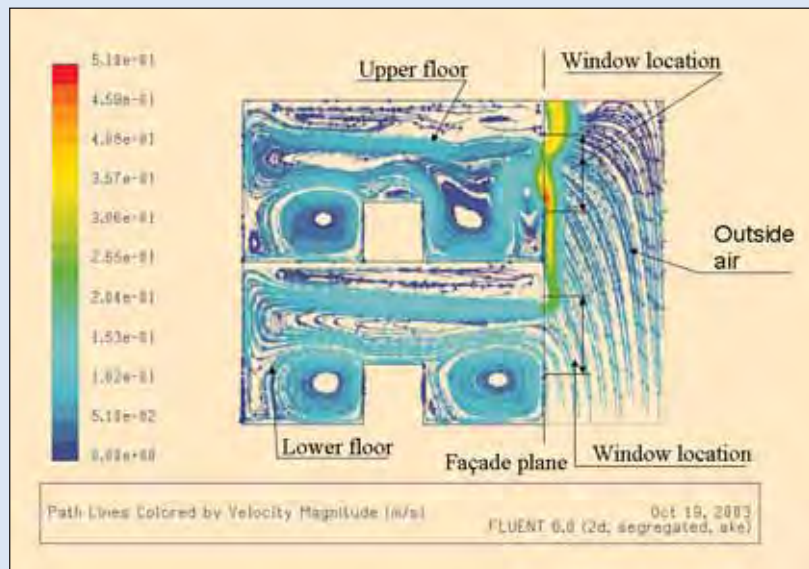 Upper floor
Window location
5.10e-01
4.59e-01
4.08e-01
3.57e-01
3.06e-01
2.55e-01
2.04e-01
1.53e-01
1.02e-01
5.10e-02
0.00e+00
Outside
air
Lower floor
Façade plane
Window location
Path Lines Colored by Velocity Magnitude (m/s)
Oct 19, 2003
FLUENT 6.0 (2d, segregated, ske)